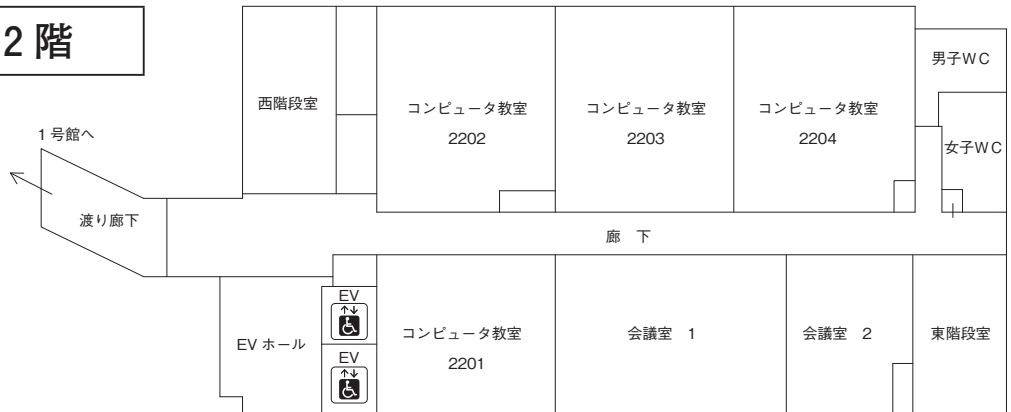 2階
男子WC
西階段室
コンピュータ教室
2202
コンピュータ教室
2203
コンピュータ教室
2204
1号館へ
女子WC
渡り廊下
廊　下
EV
EVホール
コンピュータ教室
2201
会議室　1
会議室　2
東階段室
EV